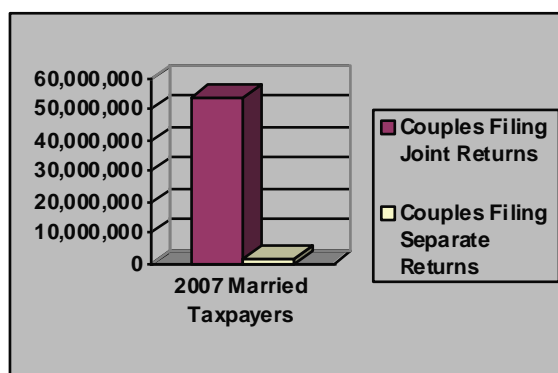 60,000,000
50,000,000
40,000,000
30,000,000
20,000,000
10,000,000
0
2007 Married
Taxpayers
Couples Filing
Joint Returns
Couples Filing
Separate
Returns